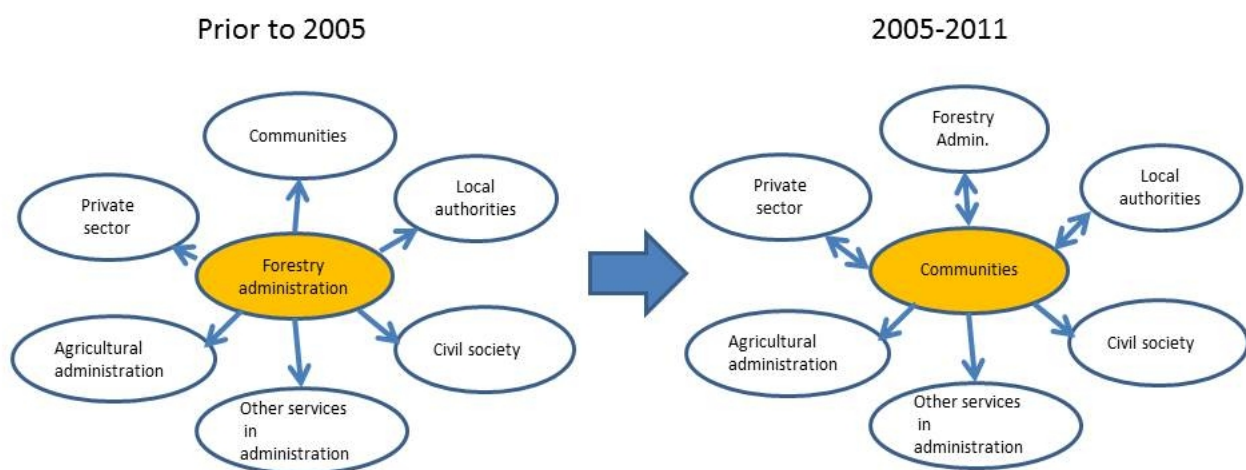 Prior to 2005
2005-2011
Communities
Private
sector
Local
authorities
Forestry
administration
Agricultural
administration
Civil society
Other services
in
administration
Forestry
Admin.
Private
sector
Local
authorities
Communities
Agricultural
administration
Civil society
Other services
in
administration